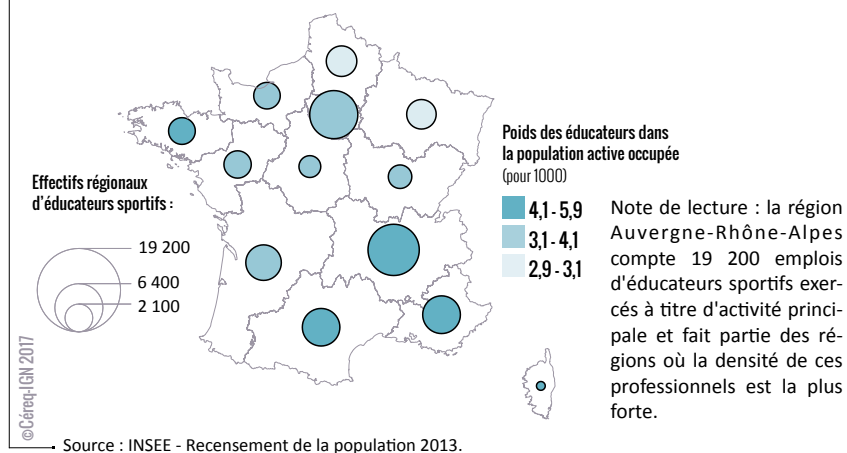 Effectifs régionaux
d'éducateurs sportifs :
19 200
6 400
2 100
©Céreq-IGN 2017
Poids des éducateurs dans
la population active occupée
(pour 1000)
4,1 - 5,9
3,1 - 4,1
2,9 - 3,1
Note de lecture : la région
Auvergne-Rhône-Alpes
compte 19 200 emplois
d'éducateurs sportifs exer-
cés à titre d'activité princi-
pale et fait partie des ré-
gions où la densité de ces
professionnels est la plus
forte.
Source : INSEE - Recensement de la population 2013.